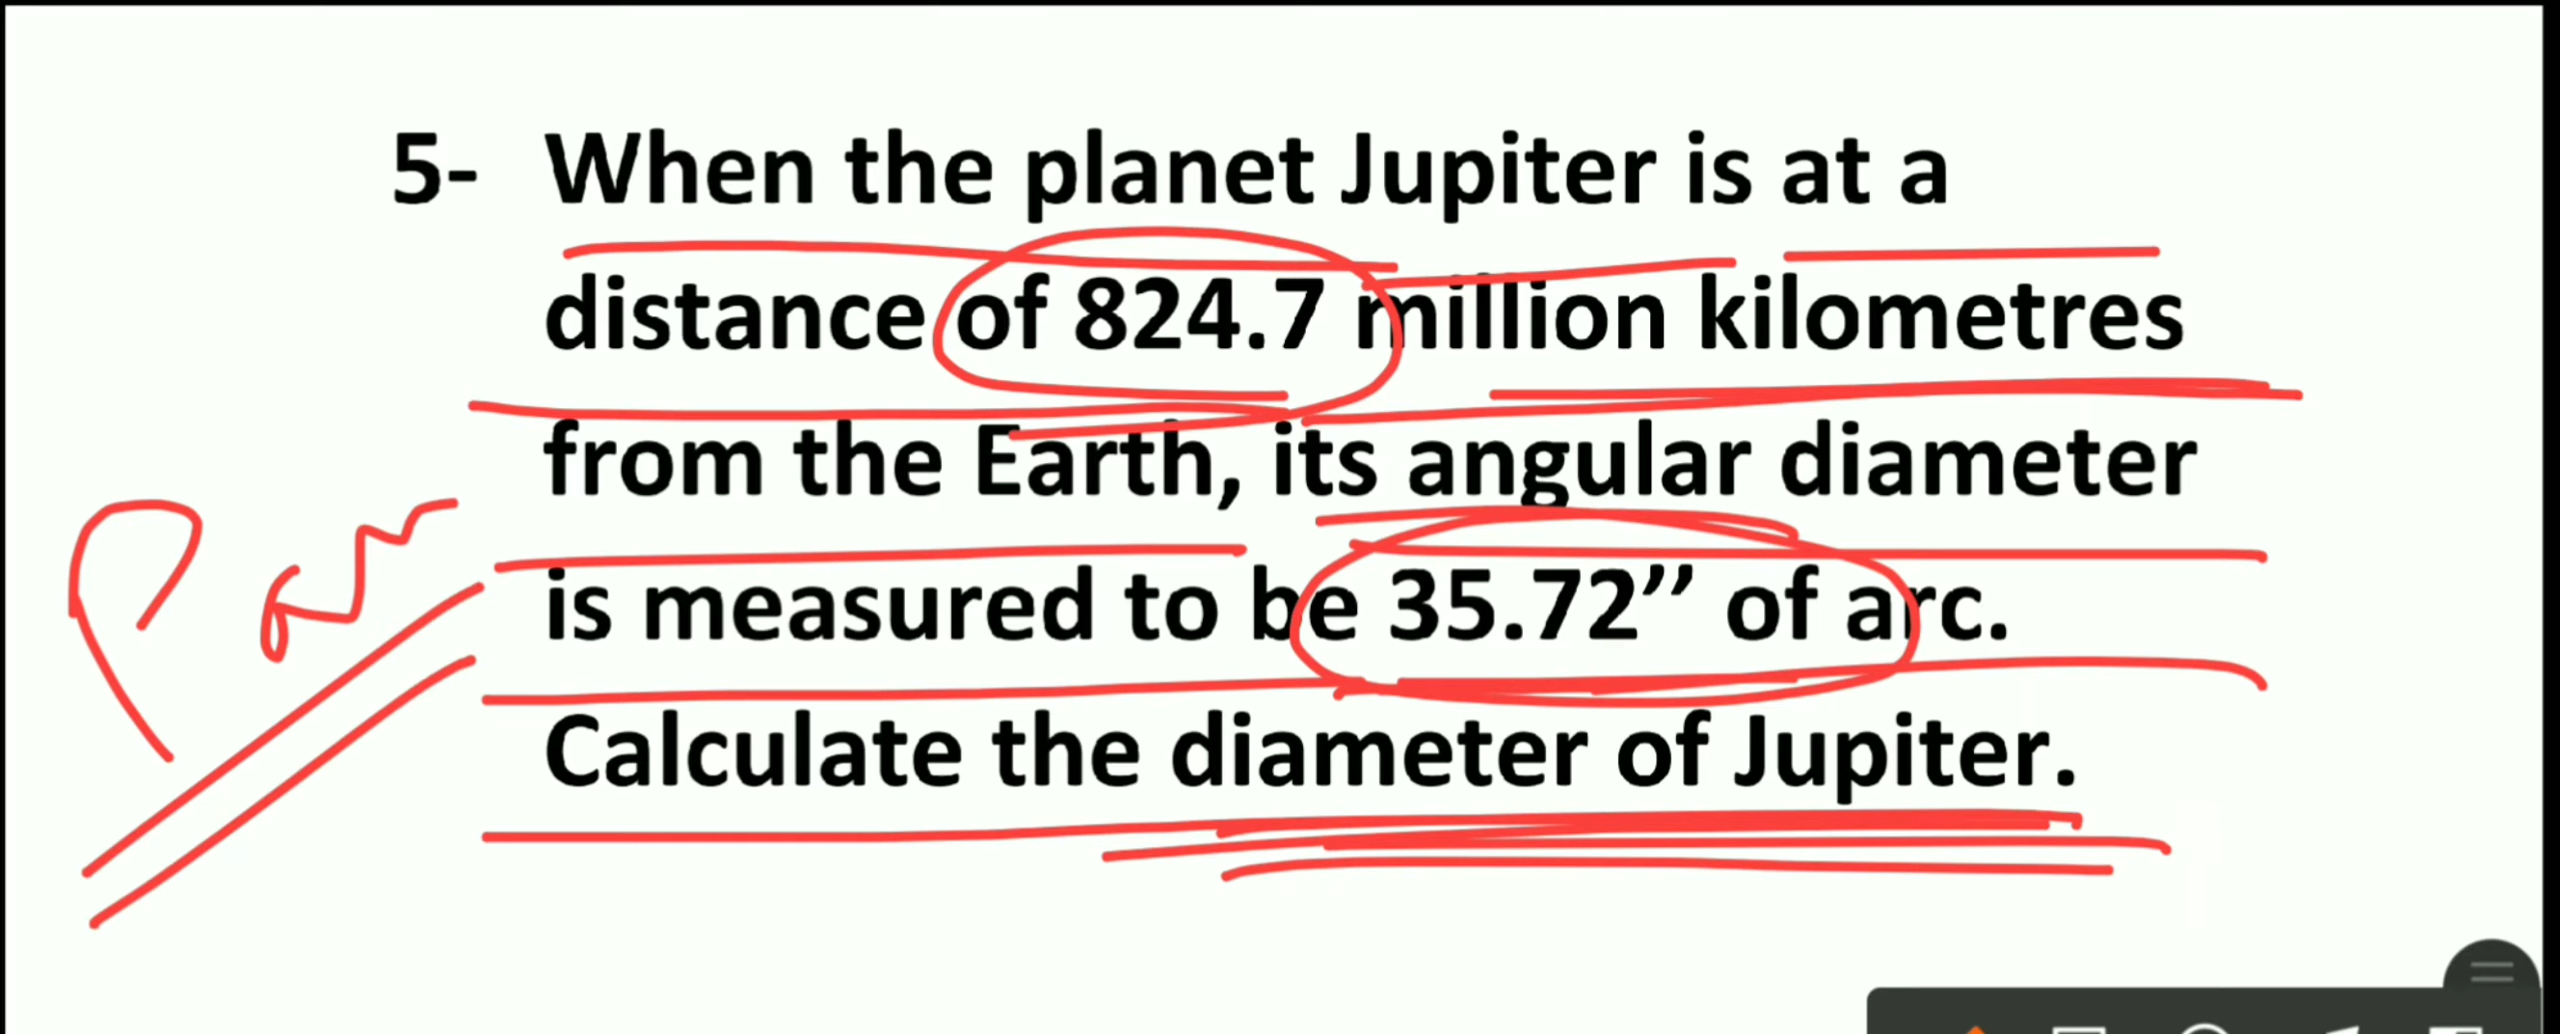 5- When the planet Jupiter is at a
distance of 824.7 million kilometres
from the Earth, its angular diameter
is measured to be 35.72” of arc.
Calculate the diameter of Jupiter.